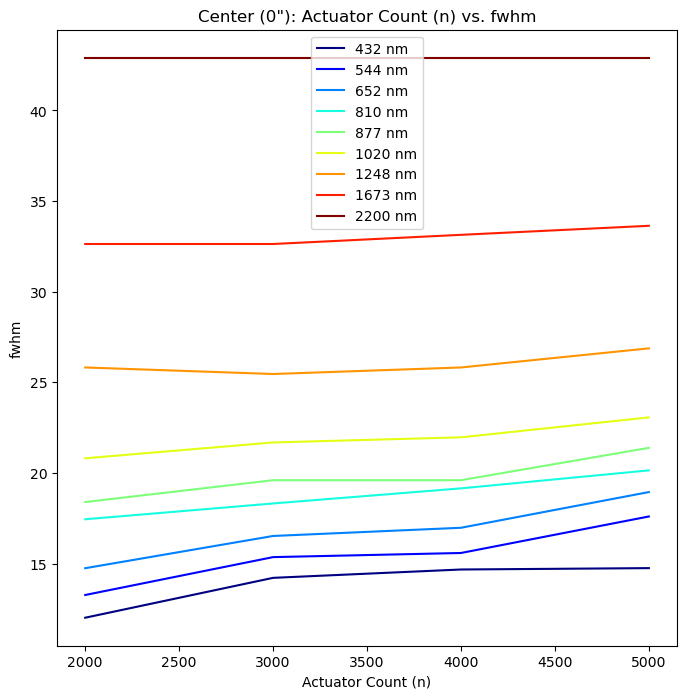 Center (0"): Actuator Count (n) vs. fwhm
432 nm
544 nm
652 nm
810 nm
877 nm
1020 nm
1248 nm
1673 nm
2200 nm
fwhm
40
35
30
25
20
15
2000 2500 3000 3500 4000 4500 5000
Actuator Count (n)